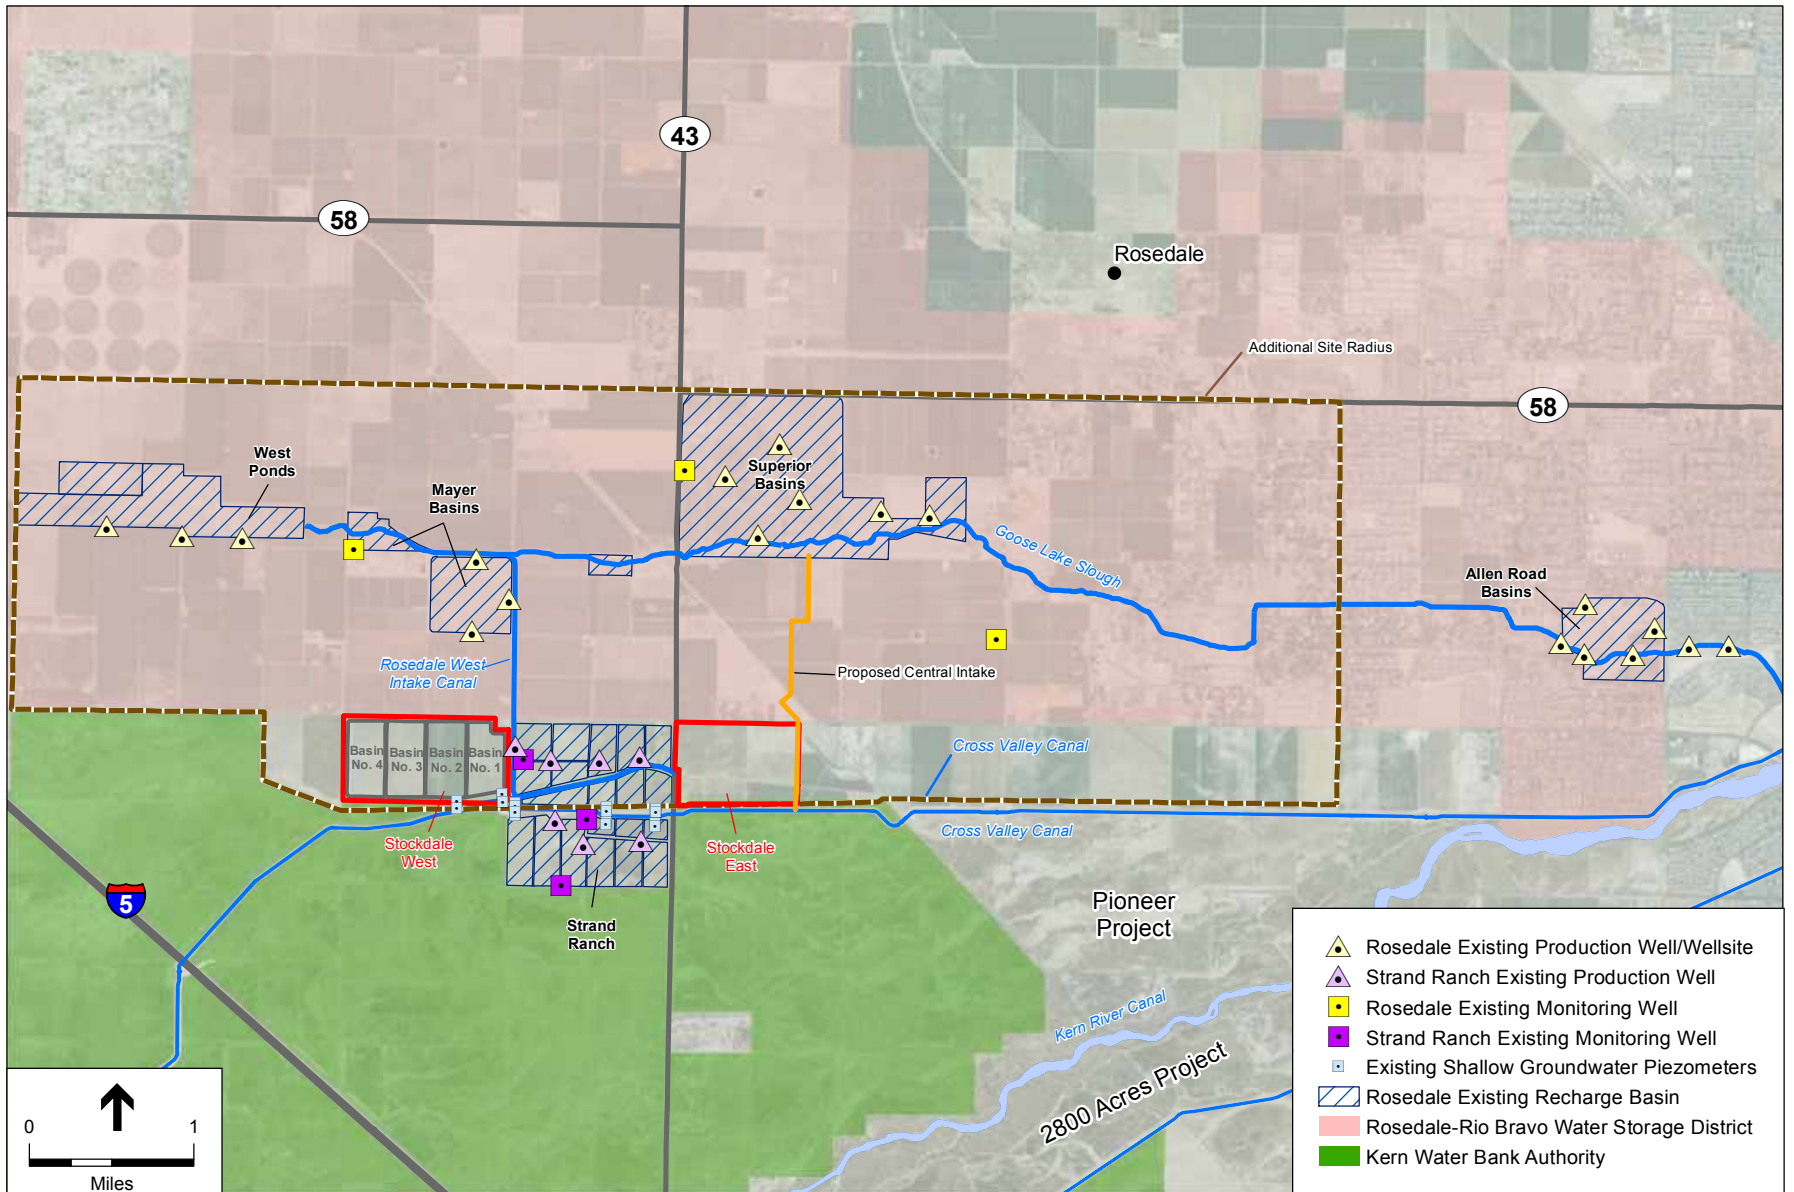 43
58
Rosedale
Additional Site Radius
58
West
Ponds
Mayer
Basins
Superior
Basins
Goose Lake Slough
Allen Road
Basins
Rosedale West
Intake Canal
Proposed Central Intake
Basin
No. 4
Basin
No. 3
Basin
No. 2
Basin
No. 1
Cross Valley Canal
Cross Valley Canal
Stockdale
West
Stockdale
East
5
Strand
Ranch
Pioneer
Project
Kern River Canal
2800 Acres Project
0 1
Miles
Rosedale Existing Production Well/Wellsite
Strand Ranch Existing Production Well
Rosedale Existing Monitoring Well
Strand Ranch Existing Monitoring Well
Existing Shallow Groundwater Piezometers
Rosedale Existing Recharge Basin
Rosedale-Rio Bravo Water Storage District
Kern Water Bank Authority